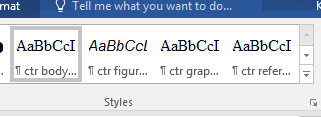 mat Tell me what you want to do...
AaBbCcI AaBbCcL AaBbCcI AaBbCcI
¶ ctr body... ¶ ctr figur... ¶ ctr grap... ¶ ctr refer...
Styles